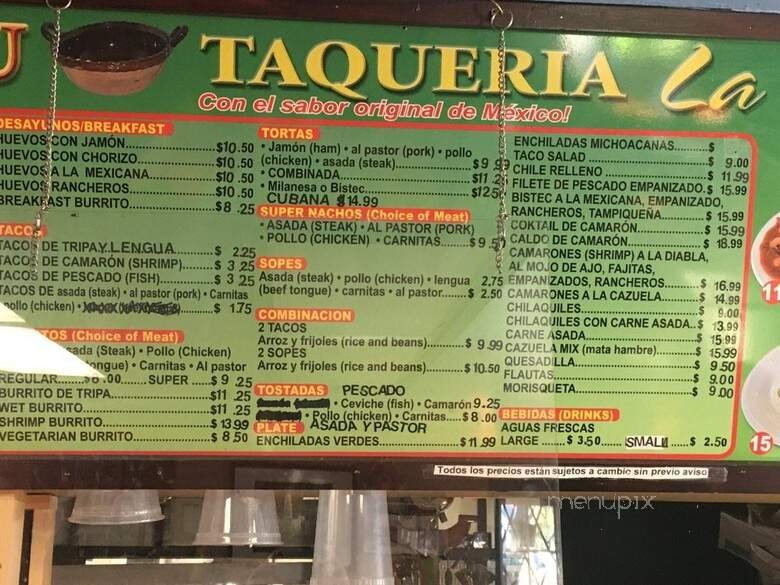 U TAQUERIA La
Con el sabor original de México!
DESAYUNOS/BREAKFAST
HUEVOS CON JAMÓN $10.50
HUEVOS CON CHORIZO $10.50
HUEVOS A LA MEXICANA $10.50
HUEVOS RANCHEROS $10.50
BREAKFAST BURRITO $8.25
TACOS
TACOS DE TRIPA Y LENGUA $ 2.25
TACOS DE CAMARÓN (SHRIMP) $ 3.25
TACOS DE PESCADO (FISH) $ 3.25
TACOS DE asada (steak) • al pastor (pork) • Carnitas
pollo (chicken) • $ 1.75
TOS (Choice of Meat)
sada (Steak) • Pollo (Chicken)
ongue) • Carnitas • Al pastor
REGULAR $6.00 SUPER $ 9.25
BURRITO DE TRIPA $11.25
WET BURRITO $11.25
SHRIMP BURRITO $13.99
VEGETARIAN BURRITO $ 8.50
TORTAS
• Jamón (ham) • al pastor (pork) • pollo
(chicken) • asada (steak) $9.99
• COMBINADA $11.2
• Milanesa o Bistec $12.5
CUBANA $14.99
SUPER NACHOS (Choice of Meat)
• ASADA (STEAK) • AL PASTOR (PORK)
• POLLO (CHICKEN) • CARNITAS $9.5
SOPES
Asada (steak) • pollo (chicken) • lengua 2.75
(beef tongue) • carnitas • al pastor $ 2.50
COMBINACION
2 TACOS
Arroz y frijoles (rice and beans) $ 9.99
2 SOPES
Arroz y frijoles (rice and beans) $10.50
TOSTADAS PESCADO
• Ceviche (fish) • Camarón 9.25
• Pollo (chicken) • Carnitas $8.00
PLATE ASADA Y PASTOR
ENCHILADAS VERDES $11.99
ENCHILADAS MICHOACANAS $
TACO SALAD $ 9.00
CHILE RELLENO $ 11.99
FILETE DE PESCADO EMPANIZADO $ 15.99
BISTEC A LA MEXICANA, EMPANIZADO,
RANCHEROS, TAMPIQUEÑA $ 15.99
COKTAIL DE CAMARÓN $ 15.99
CALDO DE CAMARÓN $ 18.99
CAMARONES (SHRIMP) A LA DIABLA,
AL MOJO DE AJO, FAJITAS,
EMPANIZADOS, RANCHEROS $ 16.99
CAMARONES A LA CAZUELA $ 14.99
CHILAQUILES $ 9.00
CHILAQUILES CON CARNE ASADA $ 13.99
CARNE ASADA $ 15.99
CAZUELA MIX (mata hambre) $ 15.99
QUESADILLA $ 9.50
FLAUTAS $ 9.00
MORISQUETA $ 9.00
BEBIDAS (DRINKS)
AGUAS FRESCAS
LARGE $ 3.50 SMALL $ 2.50
11
15
Todos los precios están sujetos a cambio sin previo aviso
menupix